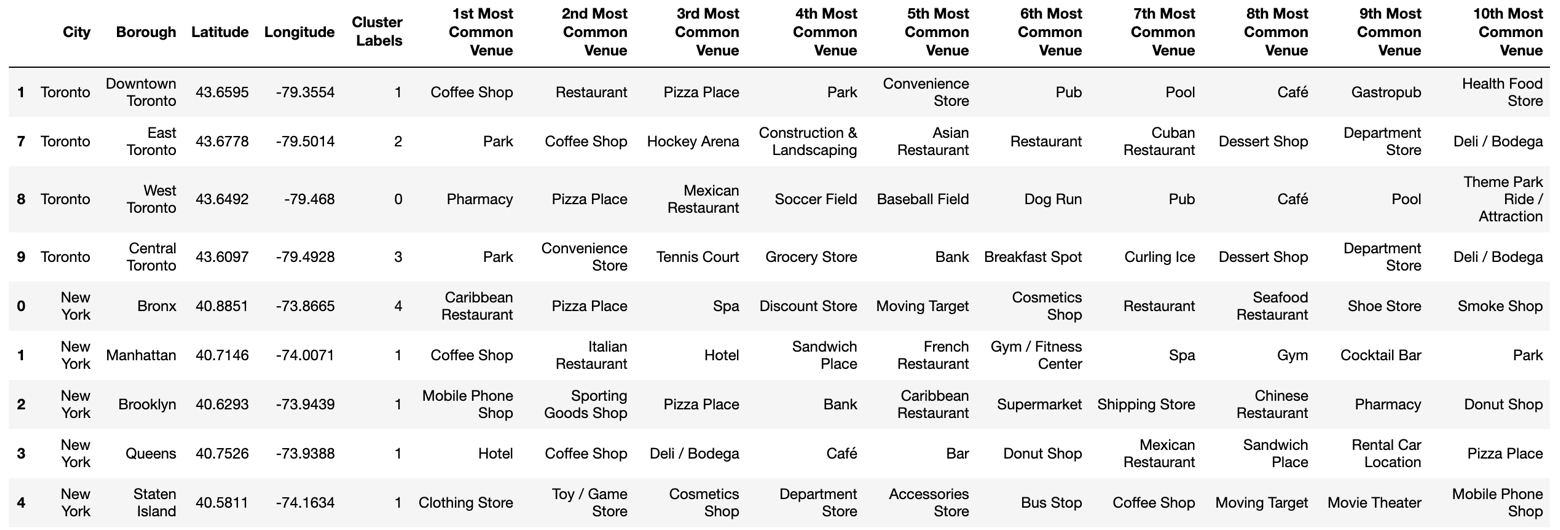 City Borough Latitude Longitude Cluster Labels 1st Most Common Venue 2nd Most Common Venue 3rd Most Common Venue 4th Most Common Venue 5th Most Common Venue 6th Most Common Venue 7th Most Common Venue 8th Most Common Venue 9th Most Common Venue 10th Most Common Venue
1 Toronto Downtown Toronto 43.6595 -79.3554 1 Coffee Shop Restaurant Pizza Place Park Convenience Store Pub Pool Café Gastropub Health Food Store
7 Toronto East Toronto 43.6778 -79.5014 2 Park Coffee Shop Hockey Arena Construction & Landscaping Asian Restaurant Restaurant Cuban Restaurant Dessert Shop Department Store Deli / Bodega
8 Toronto West Toronto 43.6492 -79.468 0 Pharmacy Pizza Place Mexican Restaurant Soccer Field Baseball Field Dog Run Pub Café Pool Theme Park Ride / Attraction
9 Toronto Central Toronto 43.6097 -79.4928 3 Park Convenience Store Tennis Court Grocery Store Bank Breakfast Spot Curling Ice Dessert Shop Department Store Deli / Bodega
0 New York Bronx 40.8851 -73.8665 4 Caribbean Restaurant Pizza Place Spa Discount Store Moving Target Cosmetics Shop Restaurant Seafood Restaurant Shoe Store Smoke Shop
1 New York Manhattan 40.7146 -74.0071 1 Coffee Shop Italian Restaurant Hotel Sandwich Place French Restaurant Gym / Fitness Center Spa Gym Cocktail Bar Park
2 New York Brooklyn 40.6293 -73.9439 1 Mobile Phone Shop Sporting Goods Shop Pizza Place Bank Caribbean Restaurant Supermarket Shipping Store Chinese Restaurant Pharmacy Donut Shop
3 New York Queens 40.7526 -73.9388 1 Hotel Coffee Shop Deli / Bodega Café Bar Donut Shop Mexican Restaurant Sandwich Place Rental Car Location Pizza Place
4 New York Staten Island 40.5811 -74.1634 1 Clothing Store Toy / Game Store Cosmetics Shop Department Store Accessories Store Bus Stop Coffee Shop Moving Target Movie Theater Mobile Phone Shop